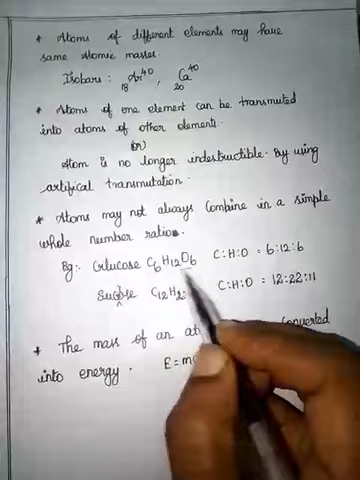 * Atoms of different elements may have
same atomic masses.
Isobars : ₁₈Ar⁴⁰, ₂₀Ca⁴⁰
* Atoms of one element can be transmuted
into atoms of other elements.
(or)
Atom is no longer indestructible. By using
artifical transmutation.
* Atoms may not always combine in a simple
whole number ratio.
Eg:- Glucose C₆H₁₂O₆ C:H:O = 6:12:6
C₁₂H₂₂ C:H:O = 12:22:11
* The mass of an converted
into energy. E=m